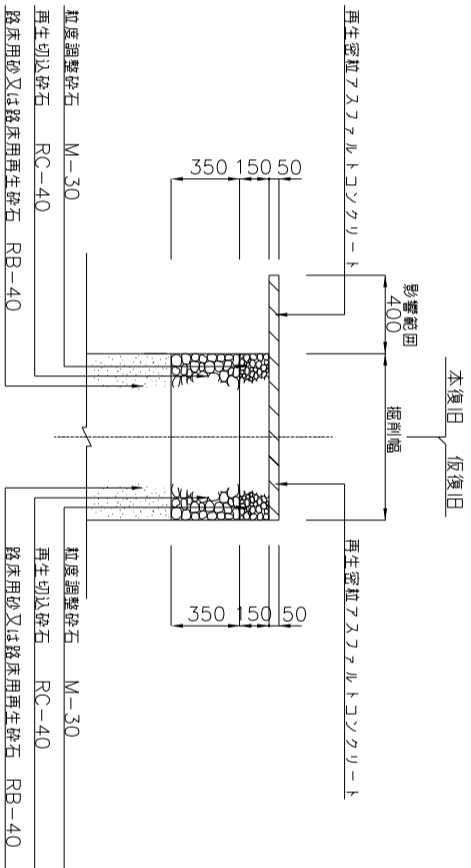 本復旧 仮復旧
影響範囲
400
掘削幅
再生密粒アスファルトコンクリート
再生密粒アスファルトコンクリート
350 150 50
350 150 50
粒度調整砕石 M-30
再生切込砕石 RC-40
路床用砂又は路床用再生砕石 RB-40
粒度調整砕石 M-30
再生切込砕石 RC-40
路床用砂又は路床用再生砕石 RB-40